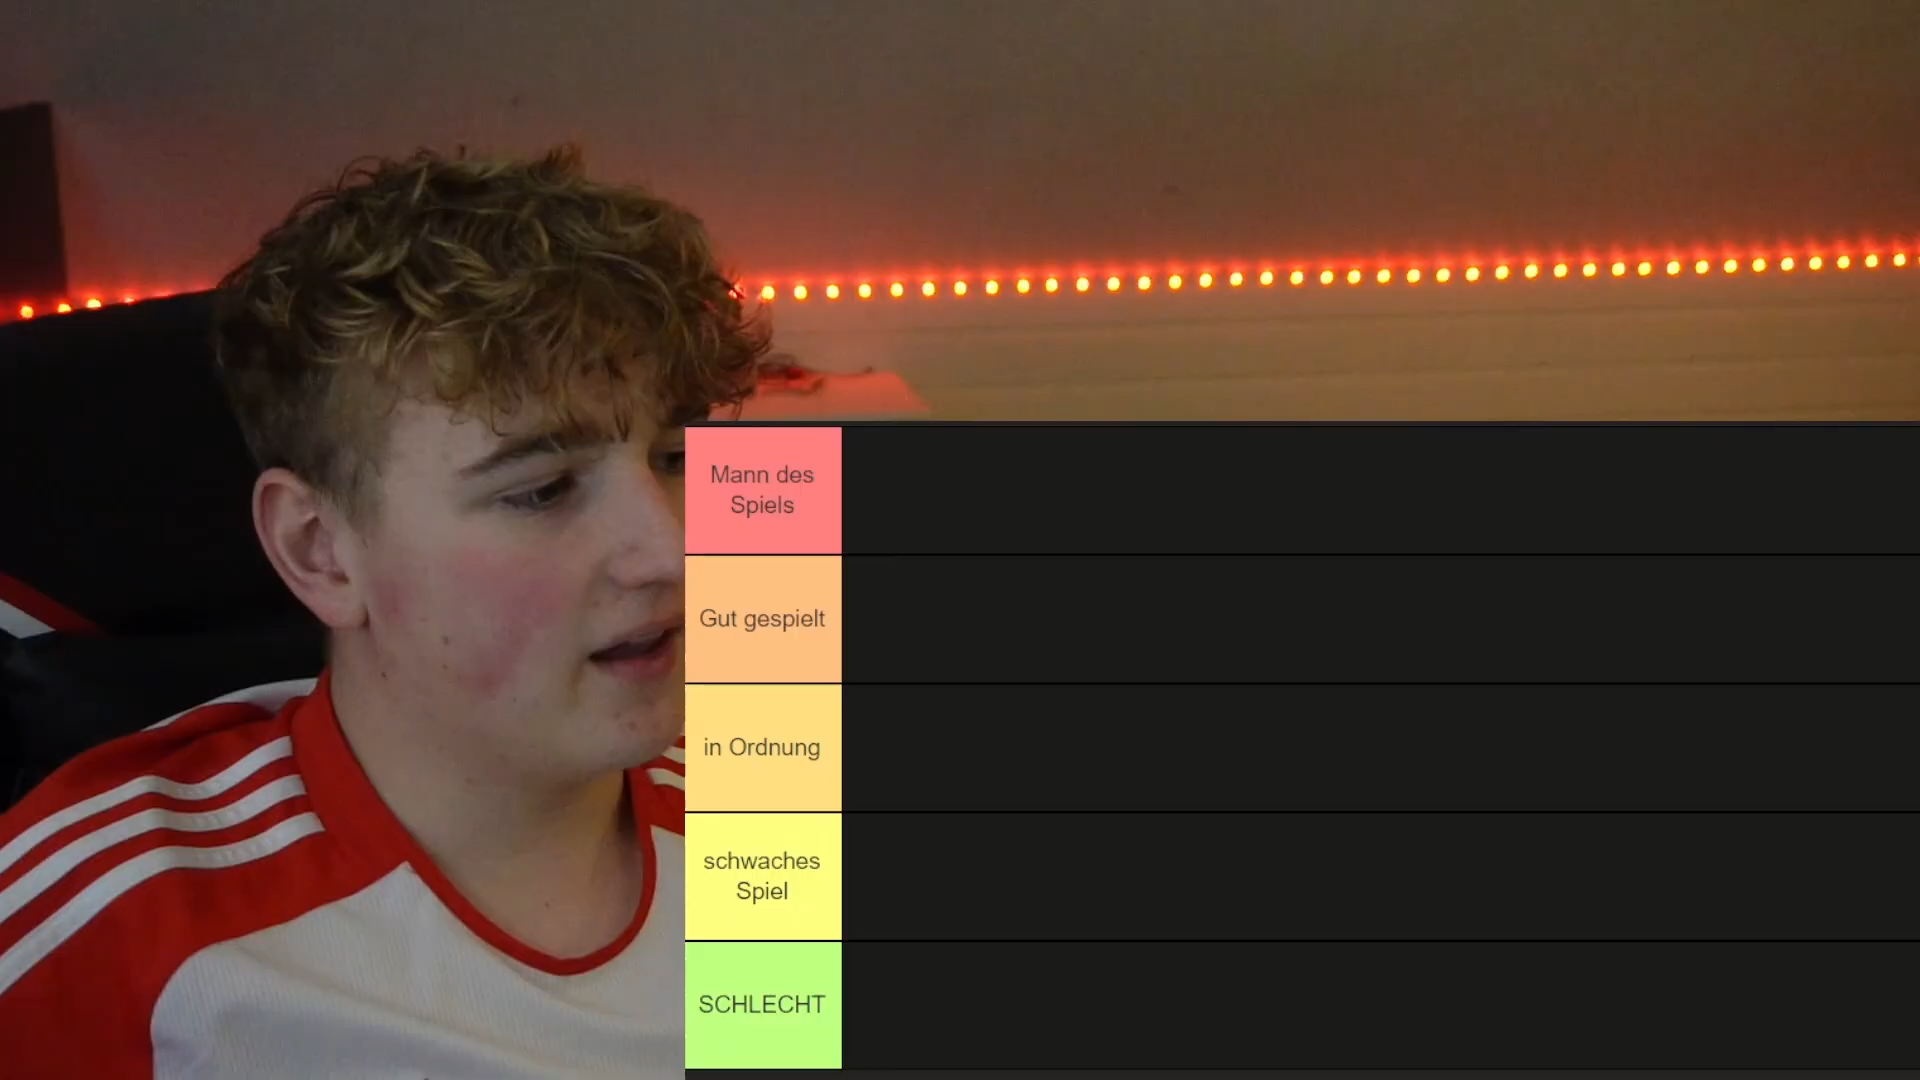 Mann des
Spiels
Gut gespielt
in Ordnung
schwaches
Spiel
SCHLECHT